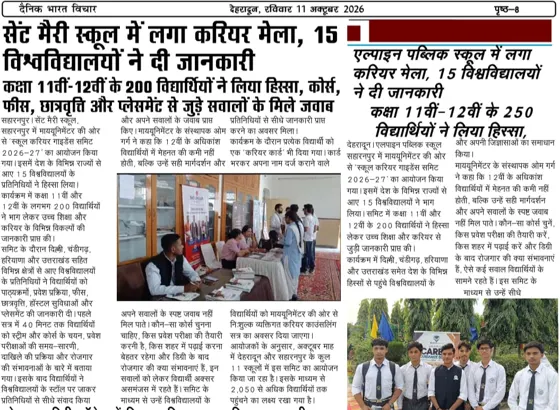 दैनिक भारत विचार
देहरादून, रविवार 11 अक्टूबर 2026
पृष्ठ-8
सेंट मैरी स्कूल में लगा करियर मेला, 15
विश्वविद्यालयों ने दी जानकारी
कक्षा 11वीं-12वीं के 200 विद्यार्थियों ने लिया हिस्सा, कोर्स,
फीस, छात्रवृत्ति और प्लेसमेंट से जुड़े सवालों के मिले जवाब
सहारनपुर। सेंट मैरी स्कूल,
सहारनपुर में माययूनिमेंटर की ओर
से 'स्कूल करियर गाइडेंस समिट
2026-27' का आयोजन किया
गया। इसमें देश के विभिन्न राज्यों से
आए 15 विश्वविद्यालयों के
प्रतिनिधियों ने हिस्सा लिया।
कार्यक्रम में कक्षा 11वीं और
12वीं के लगभग 200 विद्यार्थियों
ने भाग लेकर उच्च शिक्षा और
करियर के विभिन्न विकल्पों की
जानकारी प्राप्त की।
समिट के दौरान दिल्ली, चंडीगढ़,
हरियाणा और उत्तराखंड सहित
विभिन्न क्षेत्रों से आए विश्वविद्यालयों
के प्रतिनिधियों ने विद्यार्थियों को
पाठ्यक्रमों, प्रवेश प्रक्रिया, फीस,
छात्रवृत्ति, हॉस्टल सुविधाओं और
प्लेसमेंट की जानकारी दी। पहले
सत्र में 40 मिनट तक विद्यार्थियों
को स्ट्रीम और कोर्स के चयन, प्रवेश
परीक्षाओं की समय-सारणी,
दाखिले की प्रक्रिया और रोजगार
की संभावनाओं के बारे में बताया
गया। इसके बाद विद्यार्थियों ने
विश्वविद्यालयों के स्टॉल पर जाकर
प्रतिनिधियों से सीधे संवाद किया
और अपने सवालों के जवाब प्राप्त
किए। माययूनिमेंटर के संस्थापक ओम
गर्ग ने कहा कि 12वीं के अधिकांश
विद्यार्थियों में मेहनत की कमी नहीं
होती, बल्कि उन्हें सही मार्गदर्शन और
अपने सवालों के स्पष्ट जवाब नहीं
मिल पाते। कौन-सा कोर्स चुनना
चाहिए, किस प्रवेश परीक्षा की तैयारी
करनी है, किस शहर में पढ़ाई करना
बेहतर रहेगा और डिग्री के बाद
रोजगार की क्या संभावनाएं हैं, इन
सवालों को लेकर विद्यार्थी अक्सर
असमंजस में रहते हैं। समिट के
माध्यम से उन्हें विश्वविद्यालयों के
प्रतिनिधियों से सीधे जानकारी प्राप्त
करने का अवसर मिला।
कार्यक्रम के दौरान प्रत्येक विद्यार्थी को
एक 'करियर कार्ड' भी दिया गया। कार्ड
भरकर अपना नाम दर्ज कराने वाले
विद्यार्थियों को माययूनिमेंटर की ओर से
निःशुल्क व्यक्तिगत करियर काउंसलिंग
सत्र का अवसर दिया जाएगा।
आयोजकों के अनुसार, अक्टूबर माह
में देहरादून और सहारनपुर के कुल
11 स्कूलों में इस समिट का आयोजन
किया जा रहा है। इसके माध्यम से
2,050 से अधिक विद्यार्थियों तक
पहुंचने का लक्ष्य रखा गया है।
एल्पाइन पब्लिक स्कूल में लगा
करियर मेला, 15 विश्वविद्यालयों
ने दी जानकारी
कक्षा 11वीं-12वीं के 250
विद्यार्थियों ने लिया हिस्सा,
देहरादून। एल्पाइन पब्लिक स्कूल
सहारनपुर में माययूनिमेंटर की ओर
से 'स्कूल करियर गाइडेंस समिट
2026-27' का आयोजन किया
गया। इसमें देश के विभिन्न राज्यों से
आए 15 विश्वविद्यालयों ने भाग
लिया। समिट में कक्षा 11वीं और
12वीं के 200 विद्यार्थियों ने हिस्सा
लेकर उच्च शिक्षा और करियर से
जुड़ी जानकारी प्राप्त की।
कार्यक्रम में दिल्ली, चंडीगढ़, हरियाणा
और उत्तराखंड समेत देश के विभिन्न
हिस्सों से पहुंचे विश्वविद्यालयों के
और अपनी जिज्ञासाओं का समाधान
किया।
माययूनिमेंटर के संस्थापक ओम गर्ग
ने कहा कि 12वीं के अधिकांश
विद्यार्थियों में मेहनत की कमी नहीं
होती, बल्कि उन्हें सही मार्गदर्शन
और अपने सवालों के स्पष्ट जवाब
नहीं मिल पाते। कौन-सा कोर्स चुनें,
किस प्रवेश परीक्षा की तैयारी करें,
किस शहर में पढ़ाई करें और डिग्री
के बाद रोजगार की क्या संभावनाएं
हैं, ऐसे कई सवाल विद्यार्थियों के
सामने रहते हैं। इस समिट के
माध्यम से उन्हें सीधे